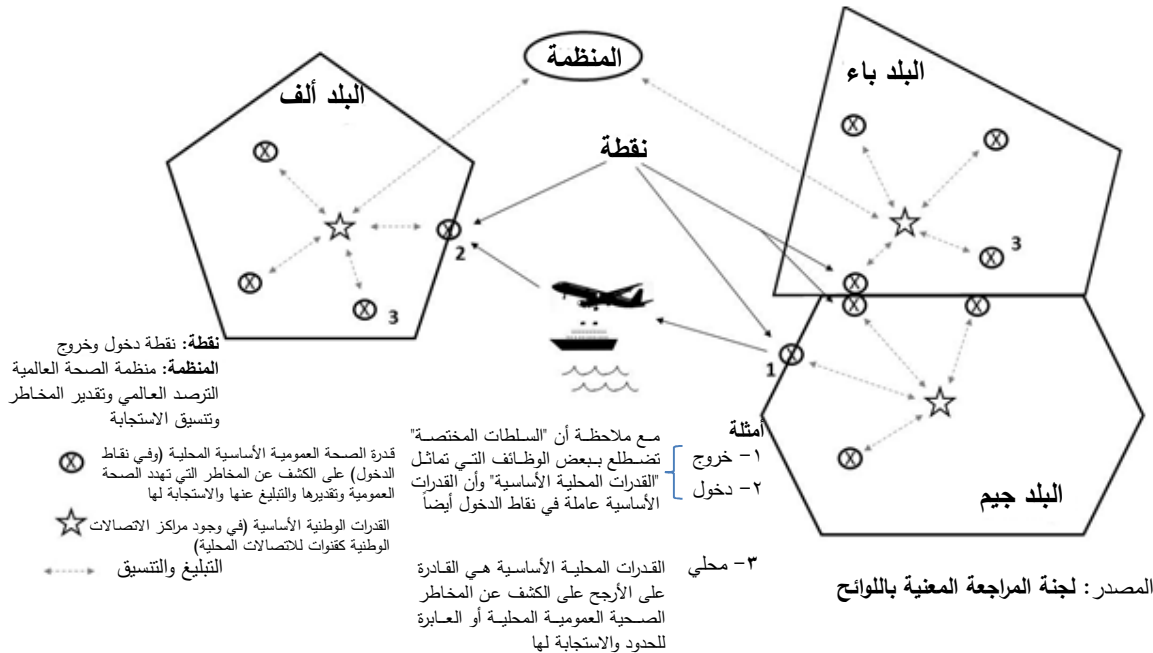 المنظمة
البلد ألف
البلد باء
نقطة
3
2
3
1
البلد جيم
نقطة: نقطة دخول وخروج
المنظمة: منظمة الصحة العالمية
الترصد العالمي وتقدير المخاطر
وتنسيق الاستجابة
قدرة الصحة العمومية الأساسية المحلية (وفي نقاط
الدخول) على الكشف عن المخاطر التي تهدد الصحة
العمومية وتقديرها والتبليغ عنها والاستجابة لها
القدرات الوطنية الأساسية (في وجود مراكز الاتصالات
الوطنية كقنوات للاتصالات المحلية)
التبليغ والتنسيق
أمثلة
١- خروج
٢- دخول
مع ملاحظة أن "السلطات المختصة"
تضطلع ببعض الوظائف التي تماثل
"القدرات المحلية الأساسية" وأن القدرات
الأساسية عاملة في نقاط الدخول أيضاً
٣- محلي
القدرات المحلية الأساسية هي القادرة
على الأرجح على الكشف عن المخاطر
الصحية العمومية المحلية أو العابرة
للحدود والاستجابة لها
المصدر: لجنة المراجعة المعنية باللوائح